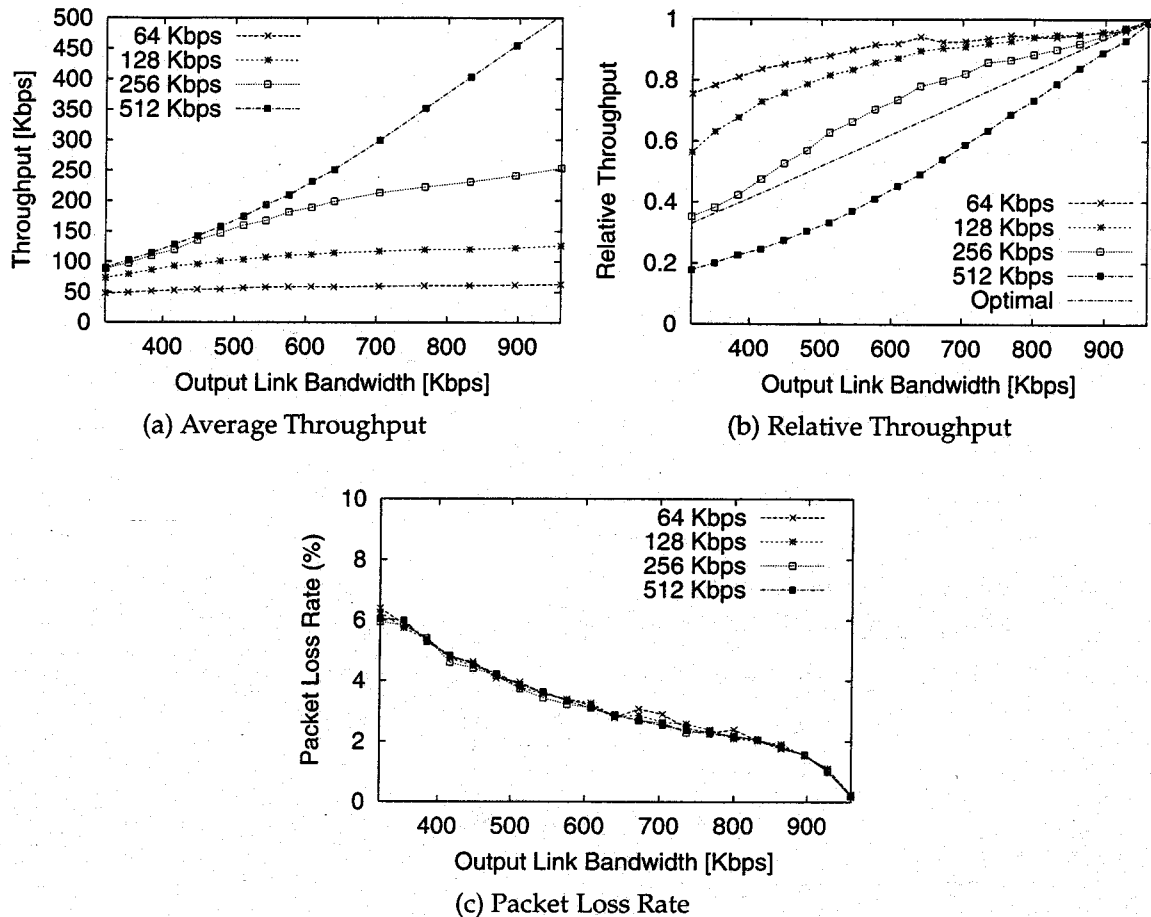 Throughput [Kbps]
500
450
400
350
300
250
200
150
100
50
0
64 Kbps
128 Kbps
256 Kbps
512 Kbps
400 500 600 700 800 900
Output Link Bandwidth [Kbps]
(a) Average Throughput
Relative Throughput
1
0.8
0.6
0.4
0.2
0
64 Kbps
128 Kbps
256 Kbps
512 Kbps
Optimal
400 500 600 700 800 900
Output Link Bandwidth [Kbps]
(b) Relative Throughput
Packet Loss Rate (%)
10
8
6
4
2
0
64 Kbps
128 Kbps
256 Kbps
512 Kbps
400 500 600 700 800 900
Output Link Bandwidth [Kbps]
(c) Packet Loss Rate